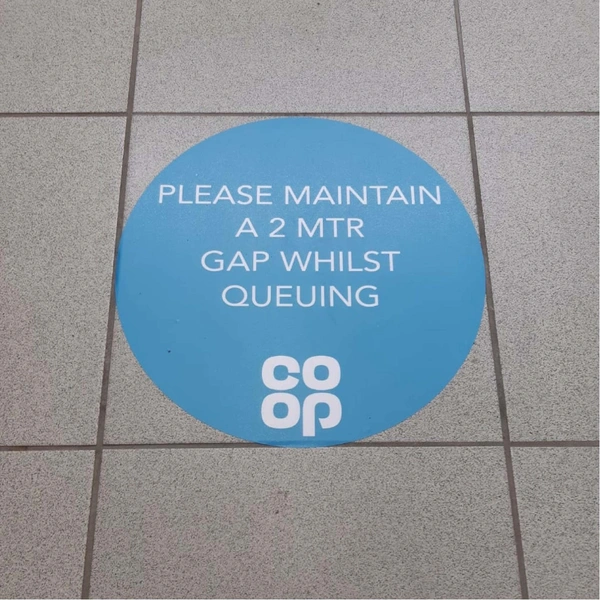 PLEASE MAINTAIN
A 2 MTR
GAP WHILST
QUEUING
CO
OP